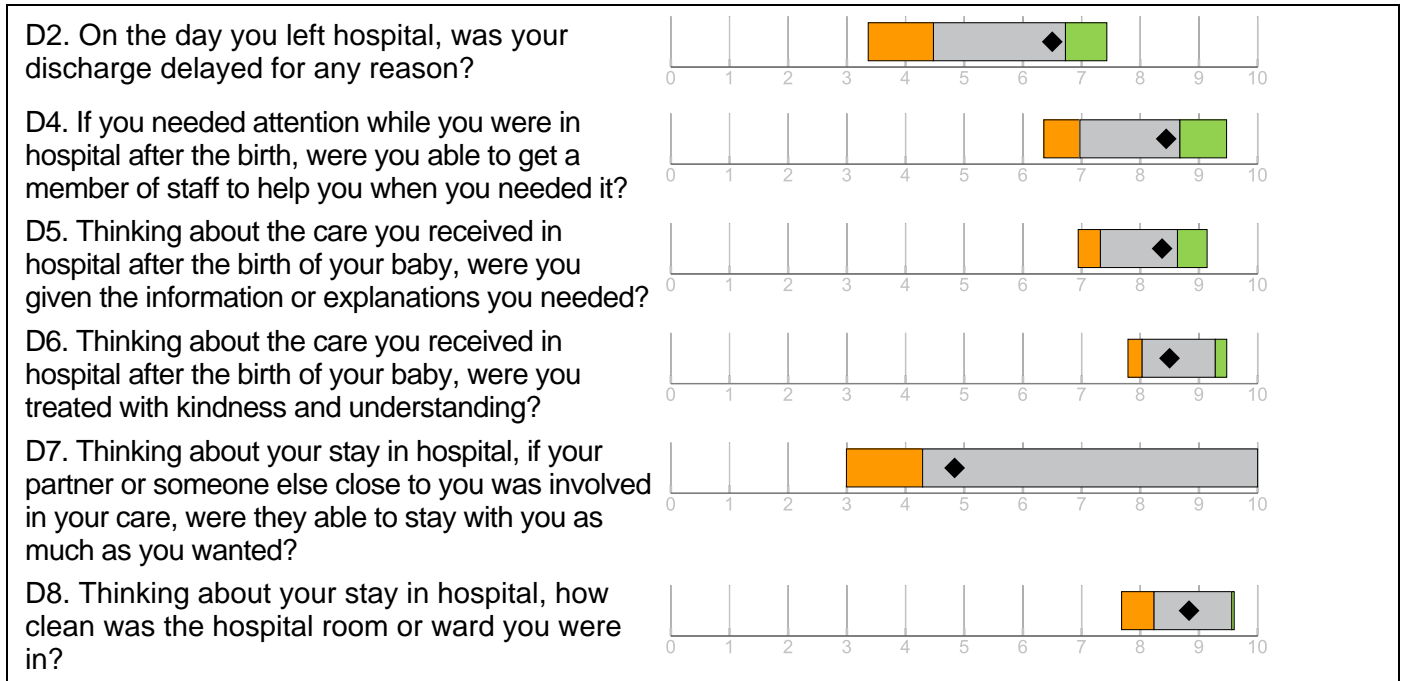 D2. On the day you left hospital, was your
discharge delayed for any reason?
0 1 2 3 4 5 6 7 8 9 10
D4. If you needed attention while you were in
hospital after the birth, were you able to get a
member of staff to help you when you needed it?
0 1 2 3 4 5 6 7 8 9 10
D5. Thinking about the care you received in
hospital after the birth of your baby, were you
given the information or explanations you needed?
0 1 2 3 4 5 6 7 8 9 10
D6. Thinking about the care you received in
hospital after the birth of your baby, were you
treated with kindness and understanding?
0 1 2 3 4 5 6 7 8 9 10
D7. Thinking about your stay in hospital, if your
partner or someone else close to you was involved
in your care, were they able to stay with you as
much as you wanted?
0 1 2 3 4 5 6 7 8 9 10
D8. Thinking about your stay in hospital, how
clean was the hospital room or ward you were
in?
0 1 2 3 4 5 6 7 8 9 10